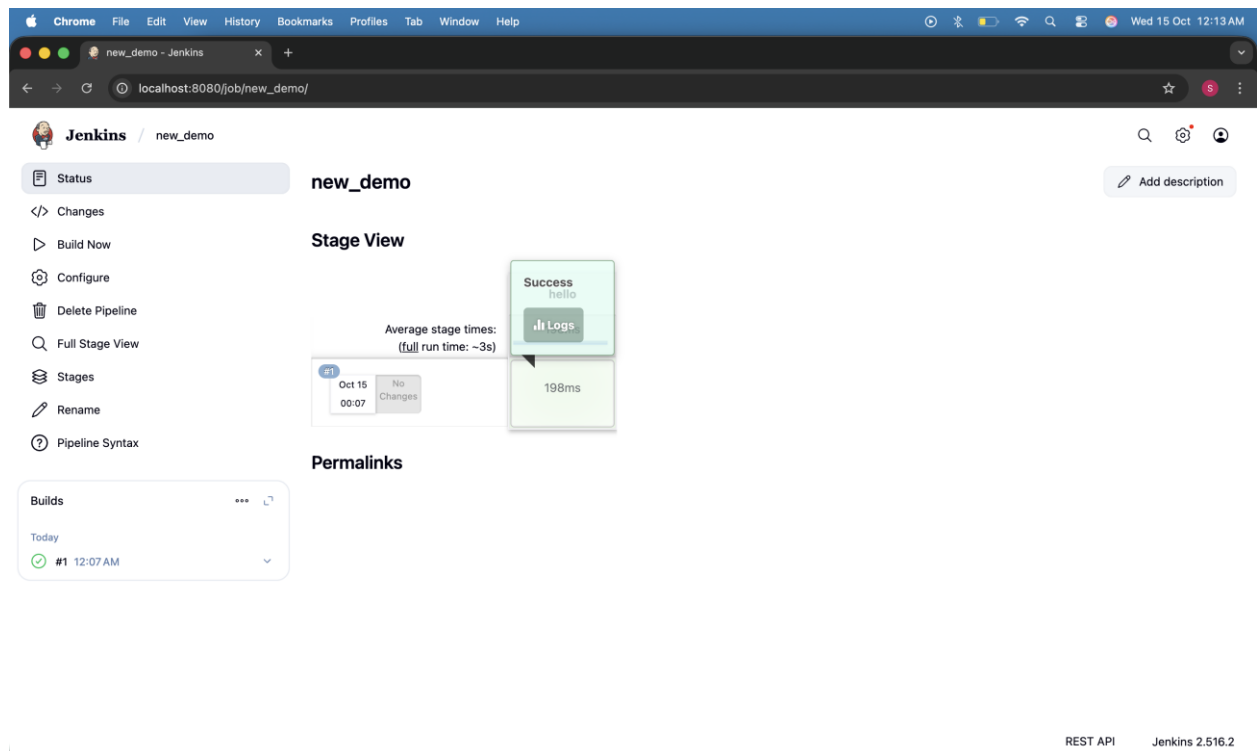 Chrome File Edit View History Bookmarks Profiles Tab Window Help Wed 15 Oct 12:13 AM
new_demo - Jenkins
localhost:8080/job/new_demo/ S
Jenkins / new_demo
Status
Changes
Build Now
Configure
Delete Pipeline
Full Stage View
Stages
Rename
Pipeline Syntax
Builds
Today
#1 12:07 AM
new_demo
Add description
Stage View
Success
hello
Logs
Average stage times:
(full run time: ~3s)
#1
Oct 15
00:07
No
Changes
198ms
Permalinks
REST API Jenkins 2.516.2